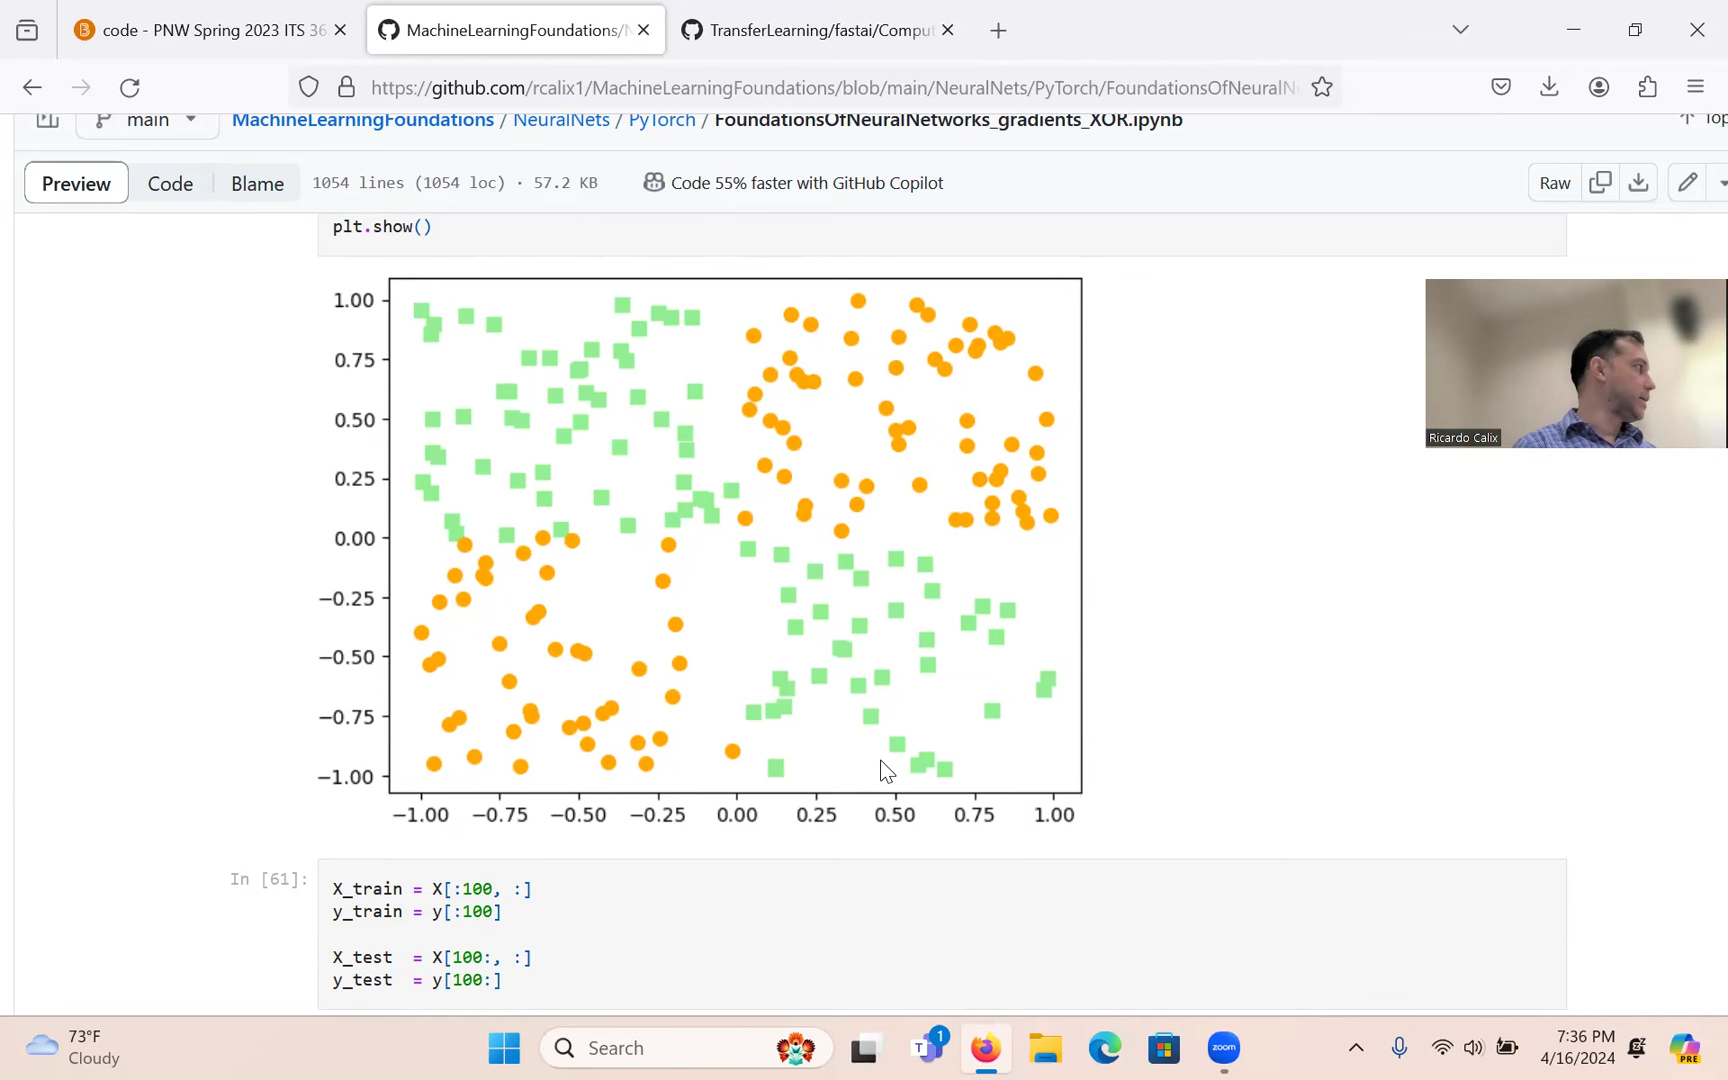 code - PNW Spring 2023 ITS 36
MachineLearningFoundations/N
TransferLearning/fastai/Comput
https://github.com/rcalix1/MachineLearningFoundations/blob/main/NeuralNets/PyTorch/FoundationsOfNeuralN
main
MachineLearningFoundations / NeuralNets / PyTorch / FoundationsOfNeuralNetworks_gradients_XOR.ipynb
Top
Preview
Code
Blame
1054 lines (1054 loc) · 57.2 KB
Code 55% faster with GitHub Copilot
Raw
plt.show()
1.00
0.75
0.50
0.25
0.00
−0.25
−0.50
−0.75
−1.00
−1.00 −0.75 −0.50 −0.25 0.00 0.25 0.50 0.75 1.00
Ricardo Calix
In [61]:
X_train = X[:100, :]
y_train = y[:100]
X_test = X[100:, :]
y_test = y[100:]
73°F
Cloudy
Search
1
T
zoom
PRE
7:36 PM
4/16/2024